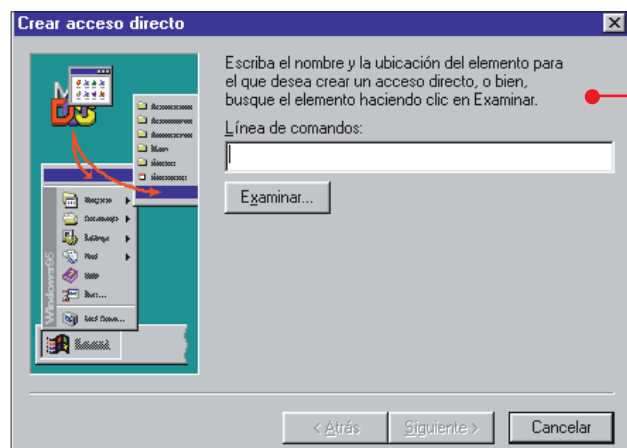 Crear acceso directo
Escriba el nombre y la ubicación del elemento para
el que desea crear un acceso directo, o bien,
busque el elemento haciendo clic en Examinar.
Línea de comandos:
Examinar...
Windows95
< Atrás
Siguiente >
Cancelar